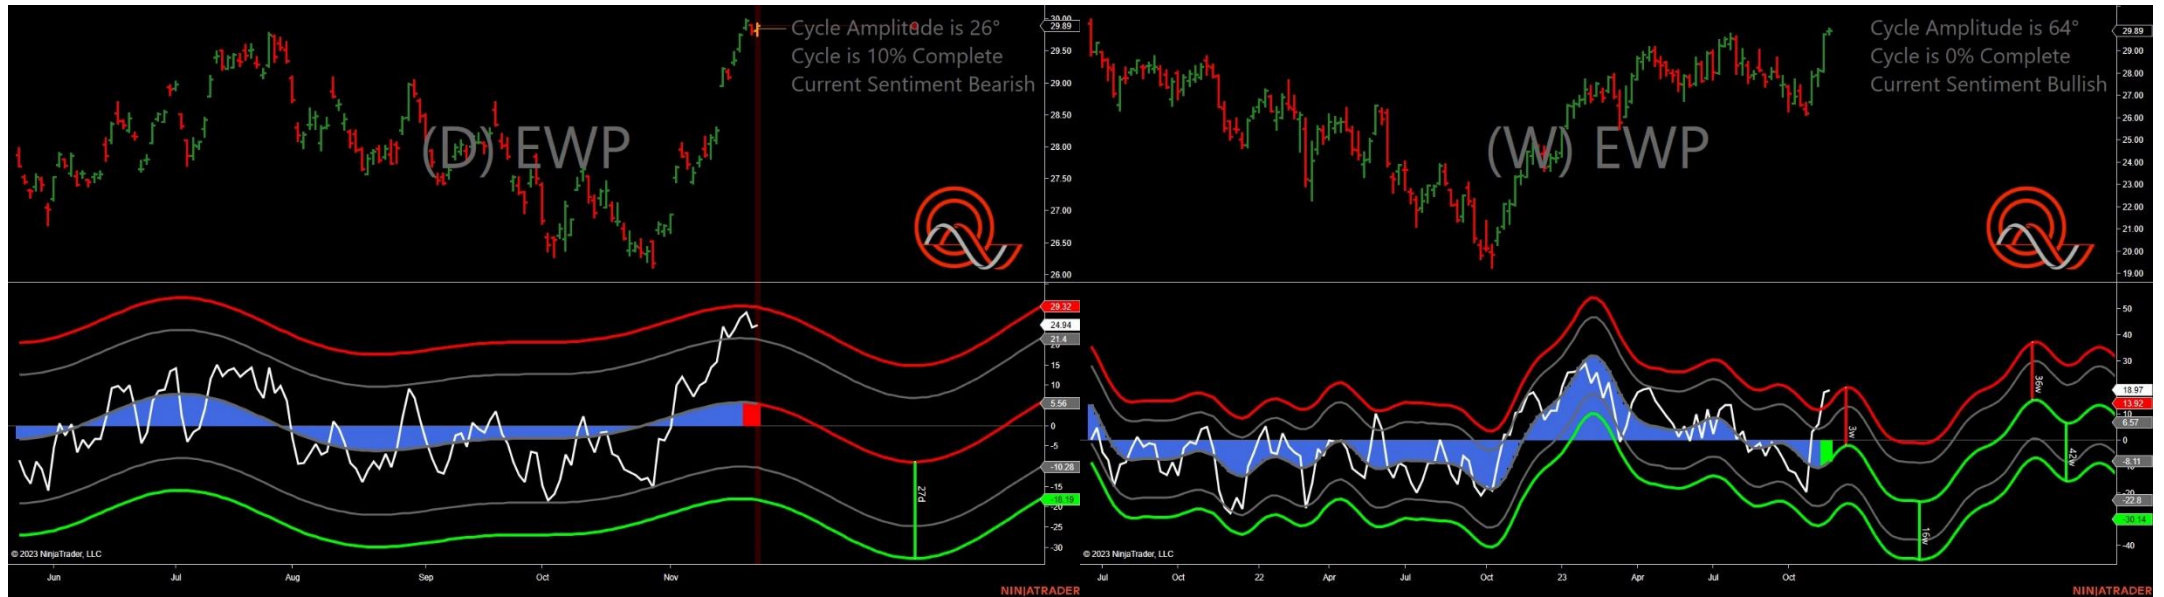 Cycle Amplitude is 26°
Cycle is 10% Complete
Current Sentiment Bearish
(D) EWP
30.00
29.89
29.50
29.00
28.50
28.00
27.50
27.00
26.50
26.00
29.32
24.94
21.4
20
15
10
5.56
0
-5
-10.28
-15
-18.19
-20
-25
-30
27d
© 2023 NinjaTrader, LLC
Jun Jul Aug Sep Oct Nov
NINJATRADER
Cycle Amplitude is 64°
Cycle is 0% Complete
Current Sentiment Bullish
(W) EWP
29.89
29.00
28.00
27.00
26.00
25.00
24.00
23.00
22.00
21.00
20.00
19.00
50
40
30
18.97
13.92
10
6.57
0
-8.11
-20
-22.8
-30.14
-40
3w
16w
36w
42w
© 2023 NinjaTrader, LLC
Jul Oct 22 Apr Jul Oct 23 Apr Jul Oct
NINJATRADER